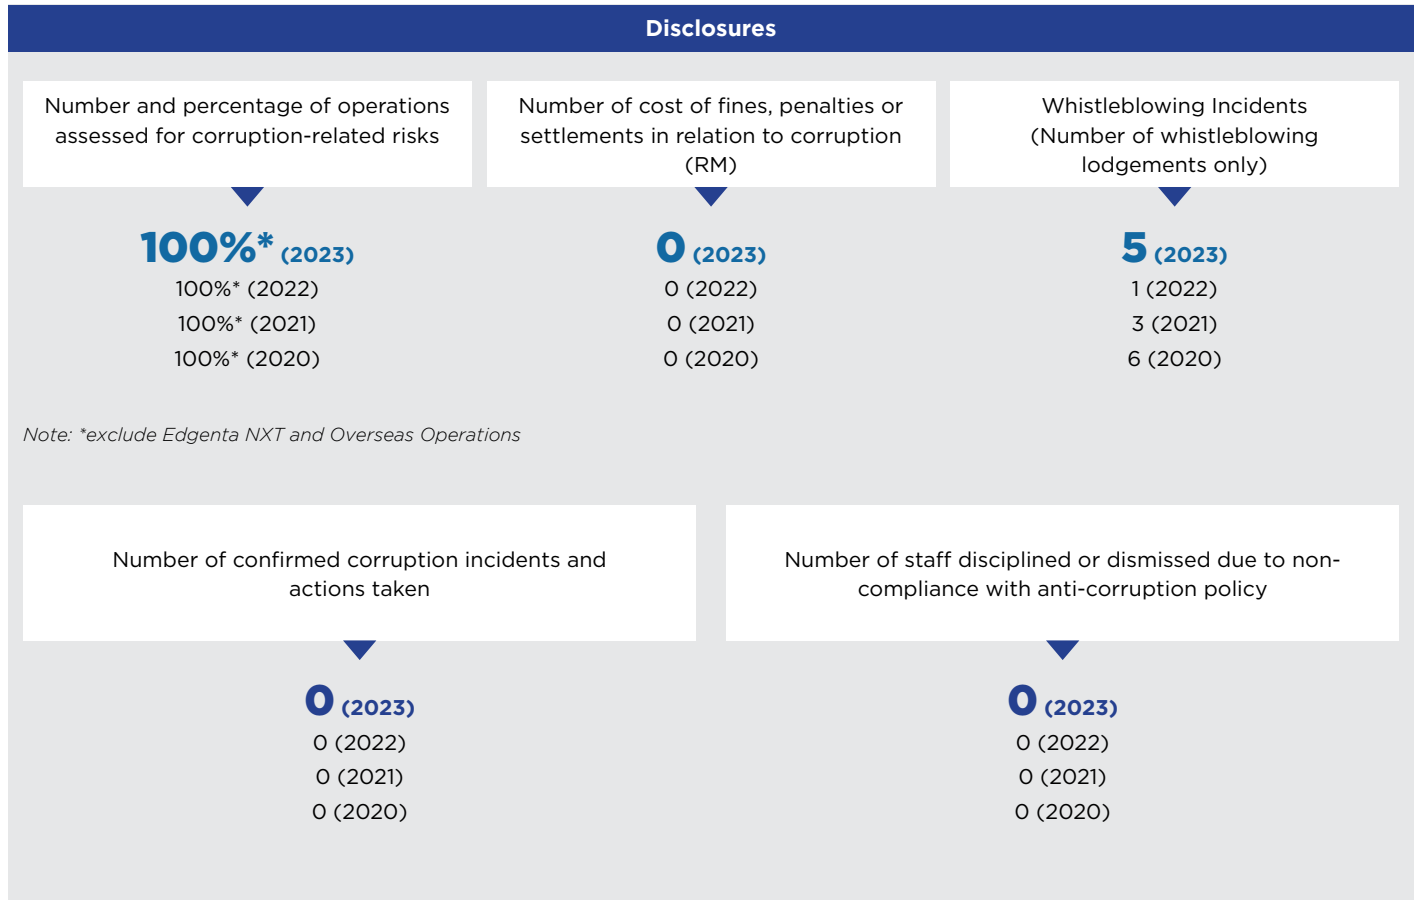 Disclosures
Number and percentage of operations
assessed for corruption-related risks
100%* (2023)
100%* (2022)
100%* (2021)
100%* (2020)
Number of cost of fines, penalties or
settlements in relation to corruption
(RM)
0 (2023)
0 (2022)
0 (2021)
0 (2020)
Whistleblowing Incidents
(Number of whistleblowing
lodgements only)
5 (2023)
1 (2022)
3 (2021)
6 (2020)
Note: *exclude Edgenta NXT and Overseas Operations
Number of confirmed corruption incidents and
actions taken
0 (2023)
0 (2022)
0 (2021)
0 (2020)
Number of staff disciplined or dismissed due to non-
compliance with anti-corruption policy
0 (2023)
0 (2022)
0 (2021)
0 (2020)